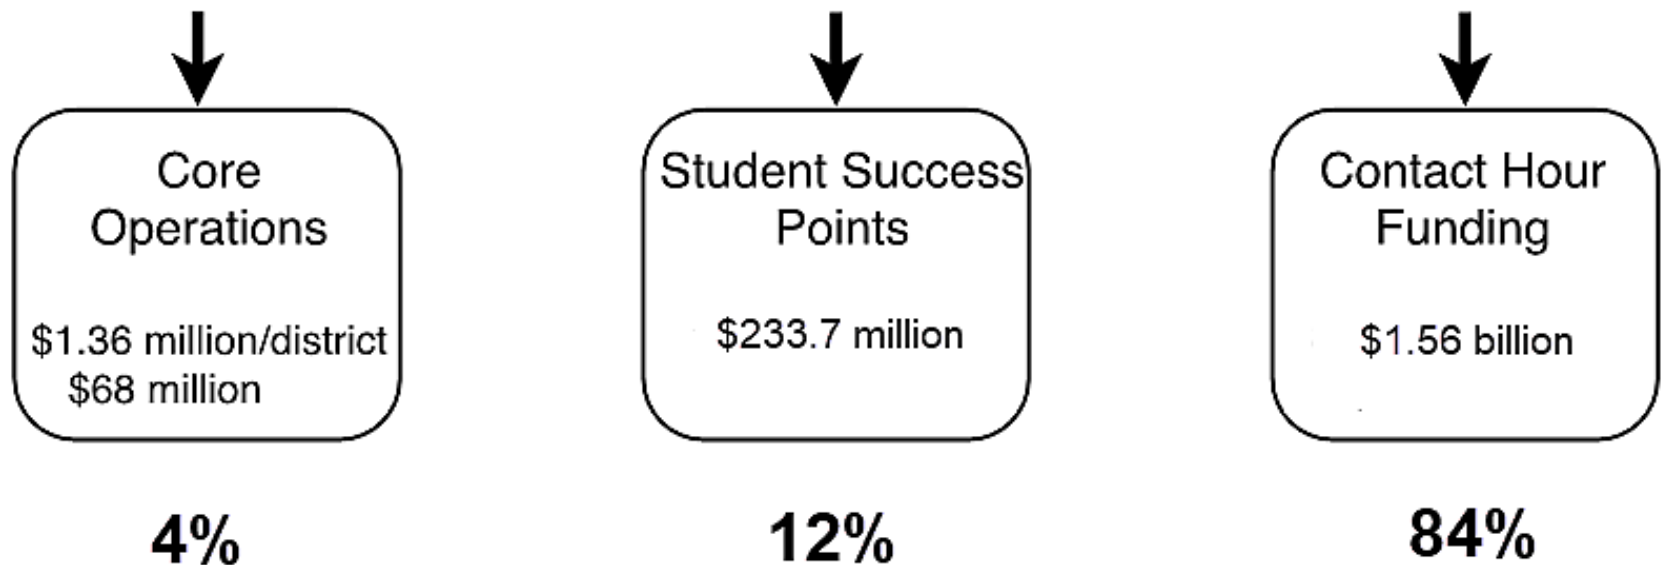 Core
Operations
$1.36 million/district
$68 million
4%
Student Success
Points
$233.7 million
12%
Contact Hour
Funding
$1.56 billion
84%